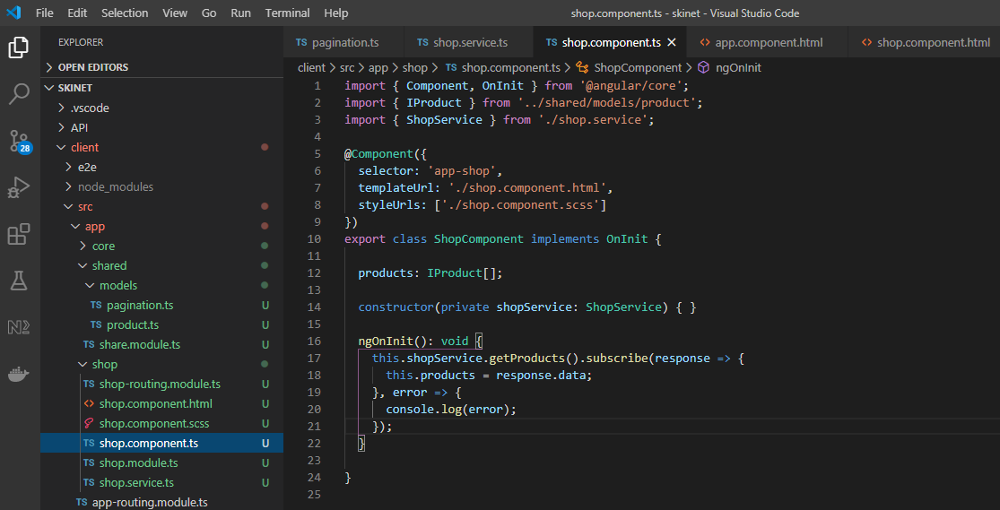 File Edit Selection View Go Run Terminal Help shop.component.ts - skinet - Visual Studio Code
EXPLORER
OPEN EDITORS
SKINET
.vscode
API
client
e2e
node_modules
src
app
core
shared
models
TS pagination.ts U
TS product.ts U
TS share.module.ts U
shop
TS shop-routing.module.ts U
<> shop.component.html U
shop.component.scss U
TS shop.component.ts U
TS shop.module.ts U
TS shop.service.ts U
TS app-routing.module.ts
28
TS pagination.ts TS shop.service.ts TS shop.component.ts <> app.component.html <> shop.component.html
client > src > app > shop > TS shop.component.ts > ShopComponent > ngOnInit
1 import { Component, OnInit } from '@angular/core';
2 import { IProduct } from '../shared/models/product';
3 import { ShopService } from './shop.service';
4
5 @Component({
6   selector: 'app-shop',
7   templateUrl: './shop.component.html',
8   styleUrls: ['./shop.component.scss']
9 })
10 export class ShopComponent implements OnInit {
11
12   products: IProduct[];
13
14   constructor(private shopService: ShopService) { }
15
16   ngOnInit(): void {
17     this.shopService.getProducts().subscribe(response => {
18       this.products = response.data;
19     }, error => {
20       console.log(error);
21     });
22   }
23
24 }
25